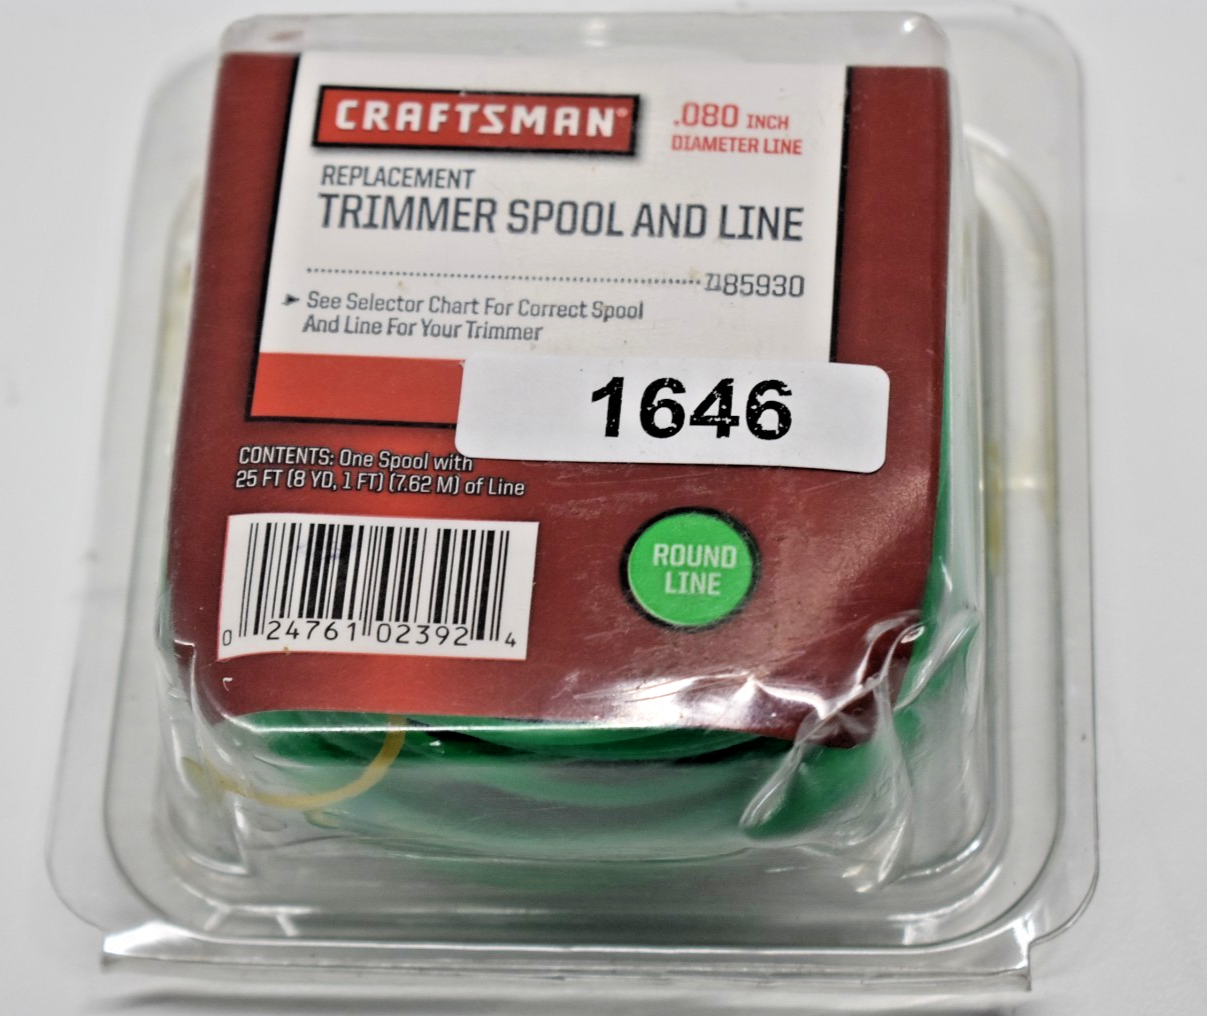 CRAFTSMAN®
.080 INCH
DIAMETER LINE
REPLACEMENT
TRIMMER SPOOL AND LINE
7185930
See Selector Chart For Correct Spool
And Line For Your Trimmer
1646
CONTENTS: One Spool with
25 FT (8 YD, 1 FT) (7.62 M) of Line
ROUND
LINE
0 24761 02392 4